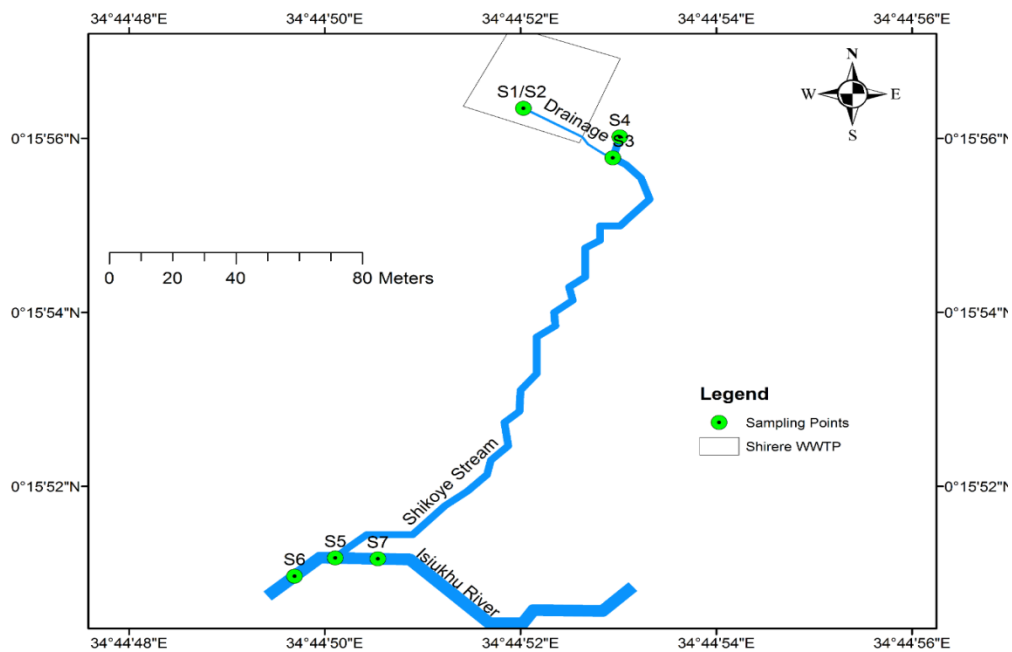 34°44'48"E 34°44'50"E 34°44'52"E 34°44'54"E 34°44'56"E
N
W E
S
S1/S2
Drainage
S4
S3
0°15'56"N 0°15'56"N
0 20 40 80 Meters
0°15'54"N 0°15'54"N
Legend
Sampling Points
Shirere WWTP
Shikoye Stream
0°15'52"N 0°15'52"N
S5 S7
S6
Isiukhu River
34°44'48"E 34°44'50"E 34°44'52"E 34°44'54"E 34°44'56"E